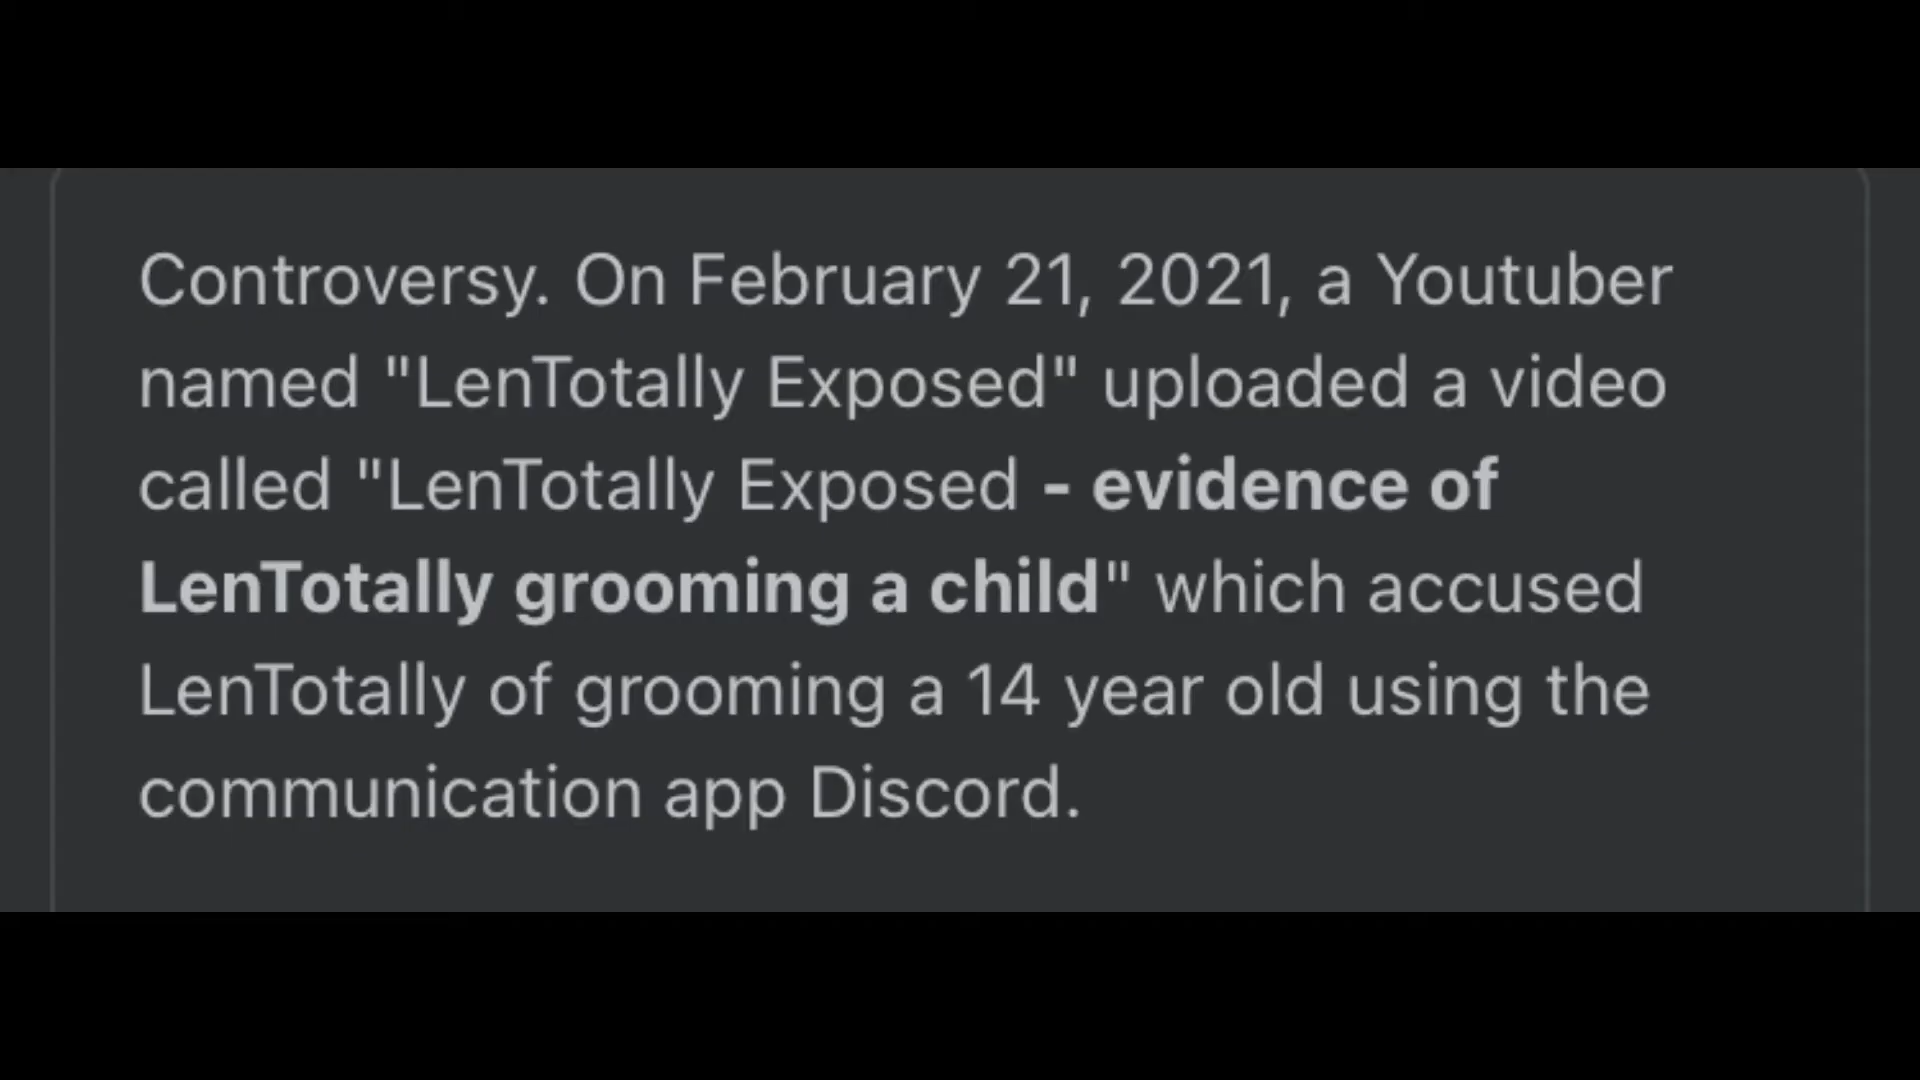 Controversy. On February 21, 2021, a Youtuber
named "LenTotally Exposed" uploaded a video
called "LenTotally Exposed - evidence of
LenTotally grooming a child" which accused
LenTotally of grooming a 14 year old using the
communication app Discord.